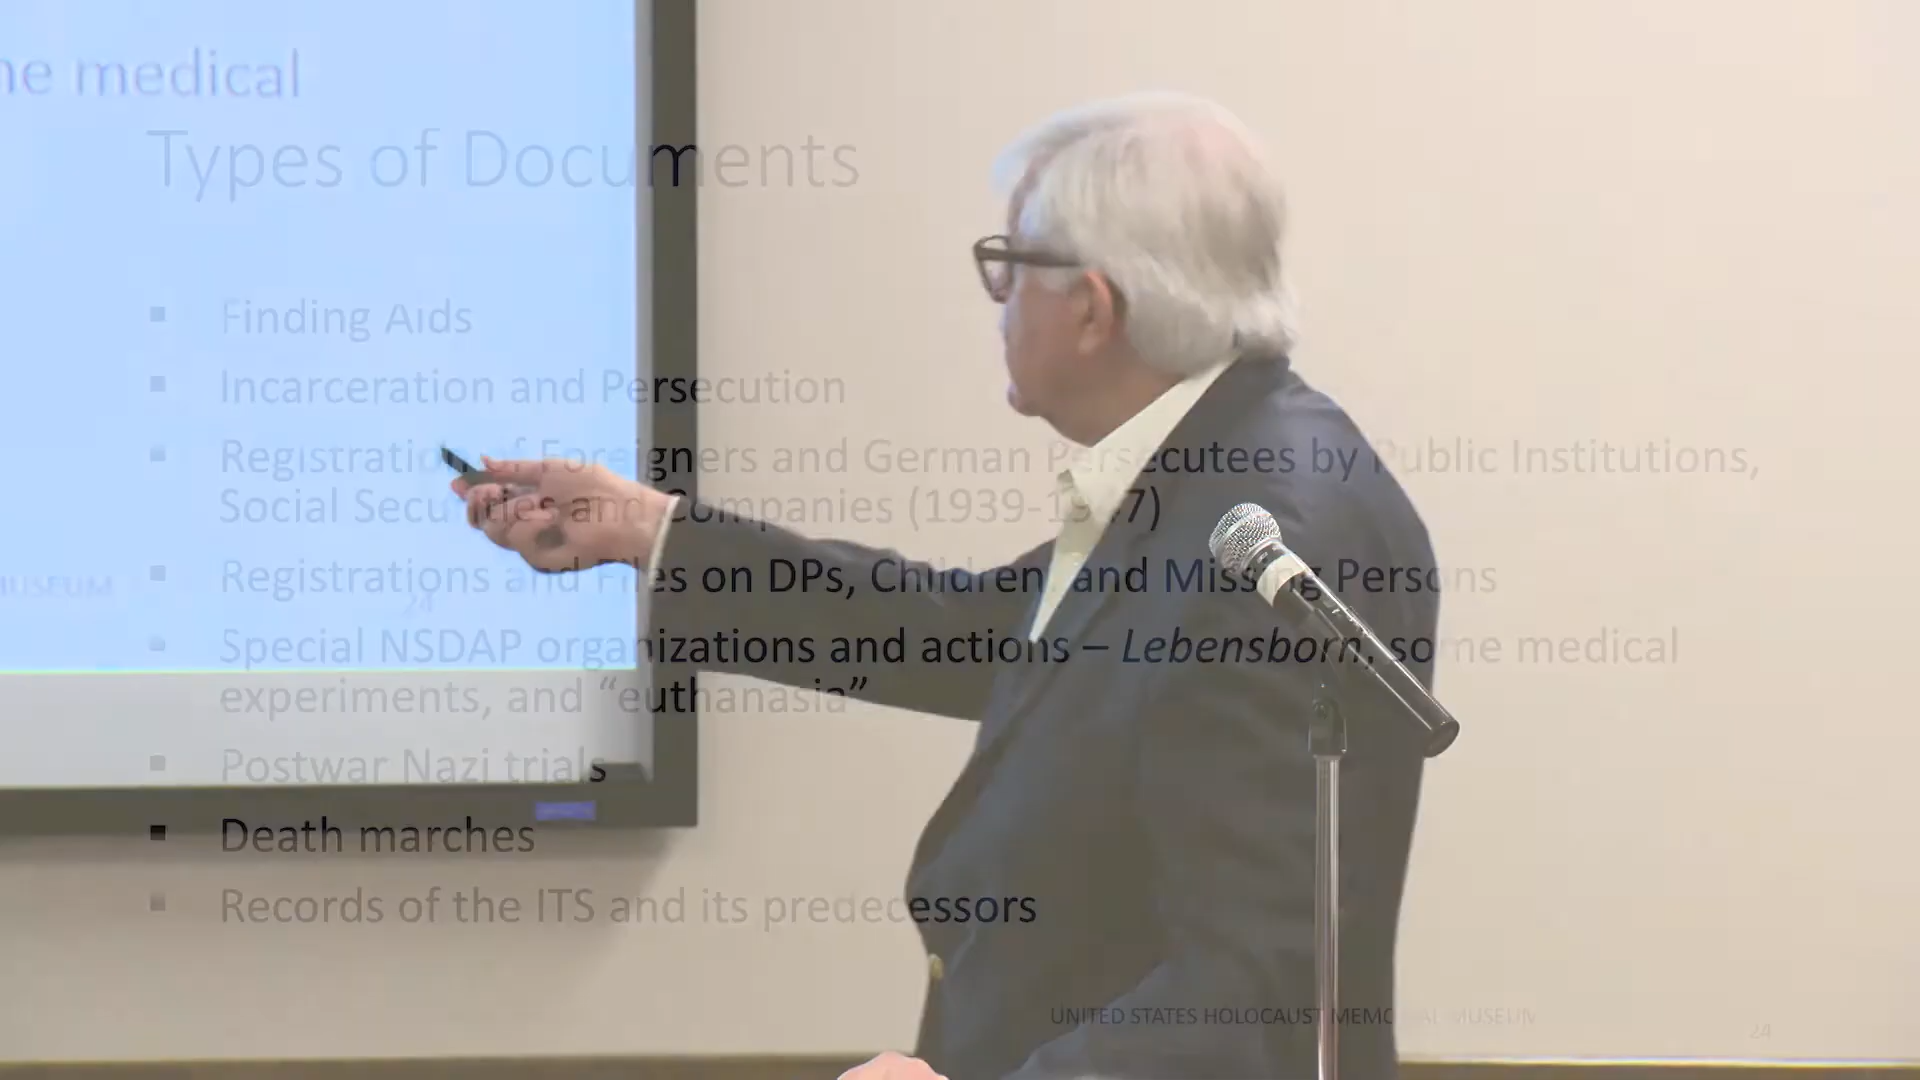 ne medical
Types of Documents
Finding Aids
Incarceration and Persecution
Registration of Foreigners and German Persecutees by Public Institutions,
Social Securities and Companies (1939-1947)
Registrations and Files on DPs, Children and Missing Persons
Special NSDAP organizations and actions – Lebensborn, some medical
experiments, and “euthanasia”
Postwar Nazi trials
Death marches
Records of the ITS and its predecessors
MUSEUM
24
UNITED STATES HOLOCAUST MEMORIAL MUSEUM
24